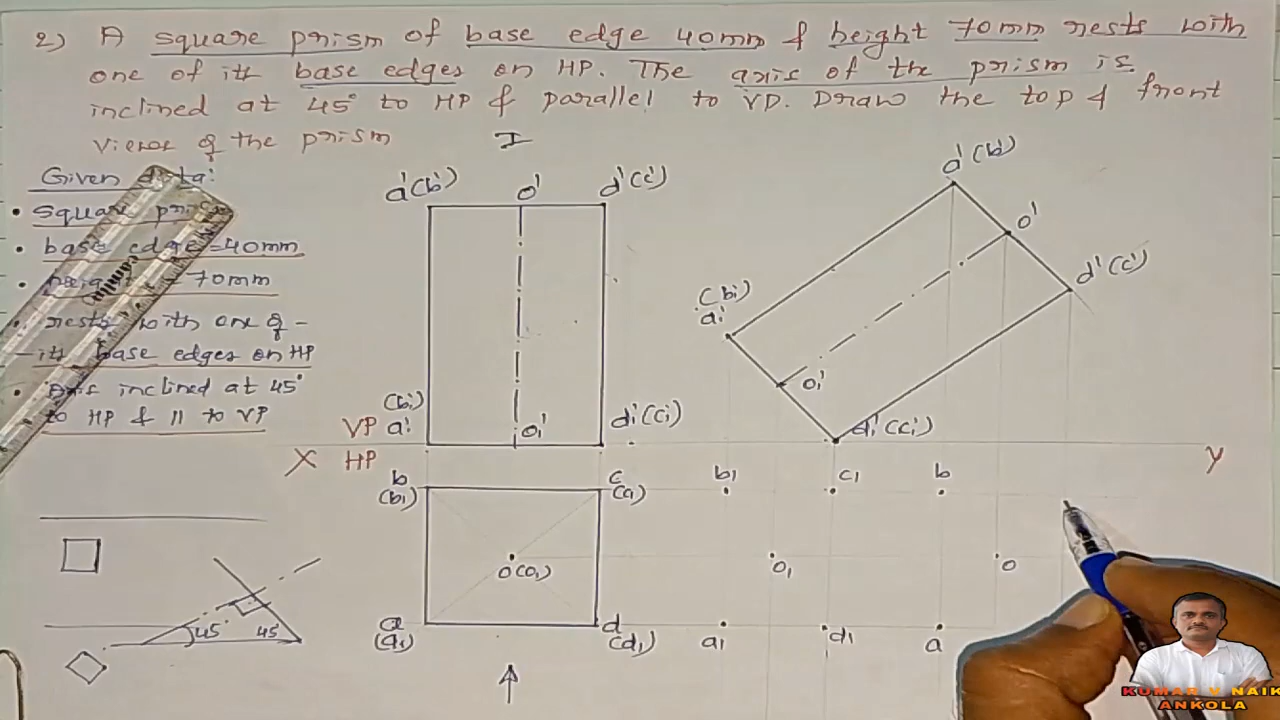 2) A square prism of base edge 40mm & height 70mm rests with
one of its base edges on HP. The axis of the prism is
inclined at 45° to HP & parallel to VP. Draw the top & front
views of the prism
I
Given data:
• Square pris
• base edge =40mm
• 70mm
• rests with one of -
- its base edges on HP
• Axis inclined at 45°
to HP & 11 to VP
a'(b') o' d'(c')
(b₁')
a₁' o₁' d₁'(c₁')
VP
X HP Y
a'(b')
o'
d'(c')
(b₁')
a₁'
o₁'
d₁'(c₁')
b
(b₁)
c
(c₁)
o(o₁)
a
(a₁)
d
(d₁)
b₁ c₁ b
o₁ o
a₁ d₁ a
45° 45°
camlin
KUMAR V NAIK
ANKOLA